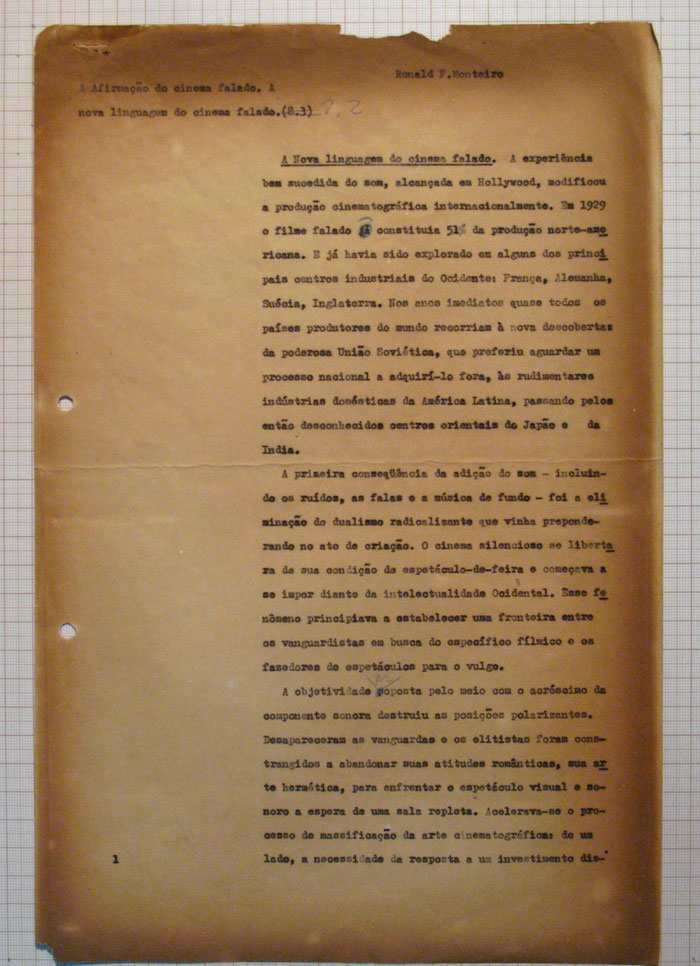 Ronald F.Monteiro
A Afirmação do cinema falado. A
nova linguagem do cinema falado.(8.3) 8.2
A Nova linguagem do cinema falado. A experiência
bem sucedida do som, alcançada em Hollywood, modificou
a produção cinematográfica internacionalmente. Em 1929
o filme falado já constituia 51% da produção norte-ame
ricana. E já havia sido explorado em alguns dos princi
pais centros industriais do Ocidente: França, Alemanha,
Suécia, Inglaterra. Nos anos imediatos quase todos os
países produtores do mundo recorriam à nova descoberta:
da poderosa União Soviética, que preferiu aguardar um
processo nacional a adquirí-lo fora, às rudimentares
indústrias domésticas da América Latina, passando pelos
então desconhecidos centros orientais do Japão e da
India.
A primeira conseqüência da adição do som - incluin-
do os ruídos, as falas e a música de fundo - foi a eli
minação do dualismo radicalizante que vinha preponde-
rando no ato de criação. O cinema silencioso se liberta
ra de sua condição de espetáculo-de-feira e começava a
se impor diante da intelectualidade Ocidental. Esse fe
nômeno principiava a estabelecer uma fronteira entre
os vanguardistas em busca do específico fílmico e os
fazedores de espetáculos para o vulgo.
A objetividade proposta pelo meio com o acréscimo da
componente sonora destruiu as posições polarizantes.
Desapareceram as vanguardas e os elitistas foram cons-
trangidos a abandonar suas atitudes românticas, sua ar
te hermética, para enfrentar o espetáculo visual e so-
noro a espera de uma sala repleta. Acelerava-se o pro-
cesso de massificação da arte cinematográfica: de um
lado, a necessidade da resposta a um investimento dis-
1